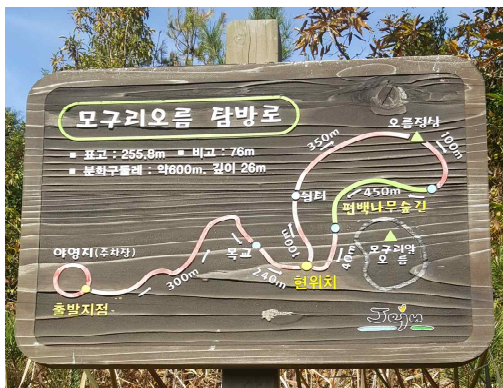 모구리오름 탐방로
▪ 표고 : 255.8m ▪ 비고 : 76m
▪ 분화구둘레 : 약600m, 깊이 26m
오름정상
350m
100m
쉼터
450m
편백나무숲길
100m
40m
모구리알
오름
목교
240m
현위치
야영지(주차장)
300m
출발지점
Jeju